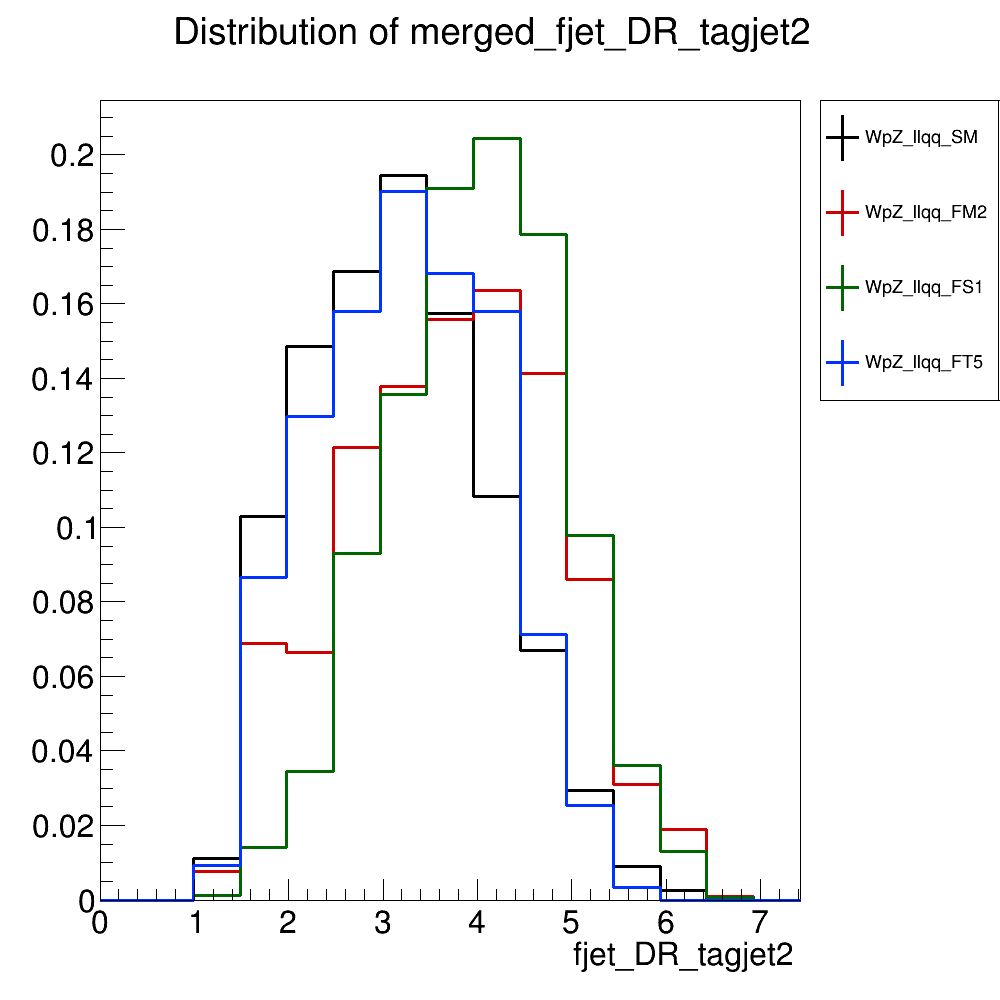 Distribution of merged_fjet_DR_tagjet2
WpZ_llqq_SM
WpZ_llqq_FM2
WpZ_llqq_FS1
WpZ_llqq_FT5
0.2
0.18
0.16
0.14
0.12
0.1
0.08
0.06
0.04
0.02
0
0 1 2 3 4 5 6 7
fjet_DR_tagjet2